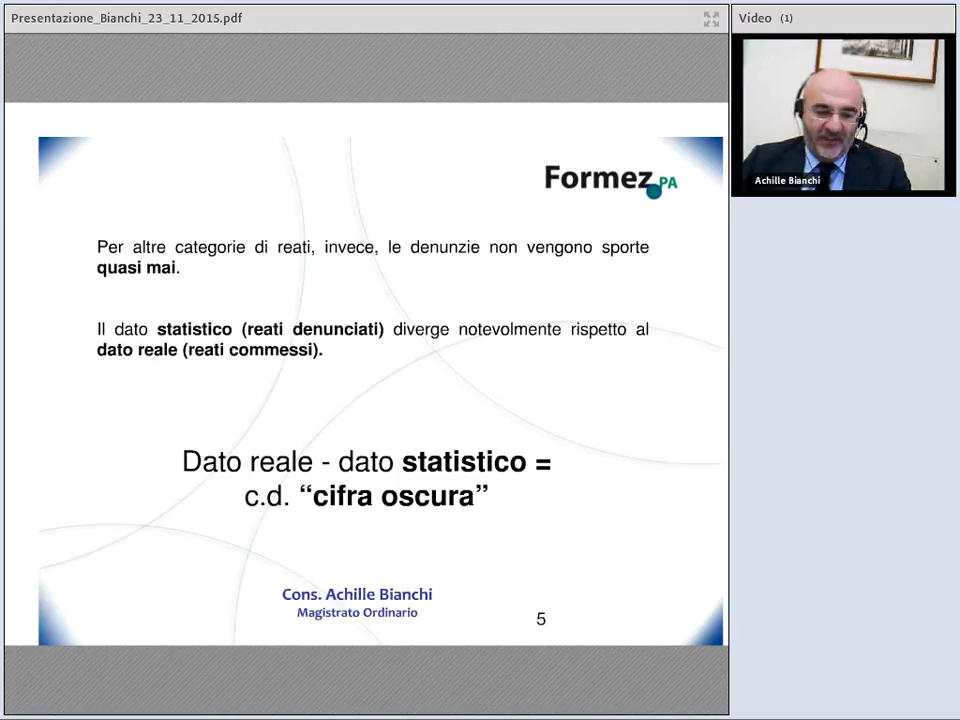 Presentazione_Bianchi_23_11_2015.pdf
Video (1)
Achille Bianchi
Formez PA
Per altre categorie di reati, invece, le denunzie non vengono sporte
quasi mai.
Il dato statistico (reati denunciati) diverge notevolmente rispetto al
dato reale (reati commessi).
Dato reale - dato statistico =
c.d. “cifra oscura”
Cons. Achille Bianchi
Magistrato Ordinario
5